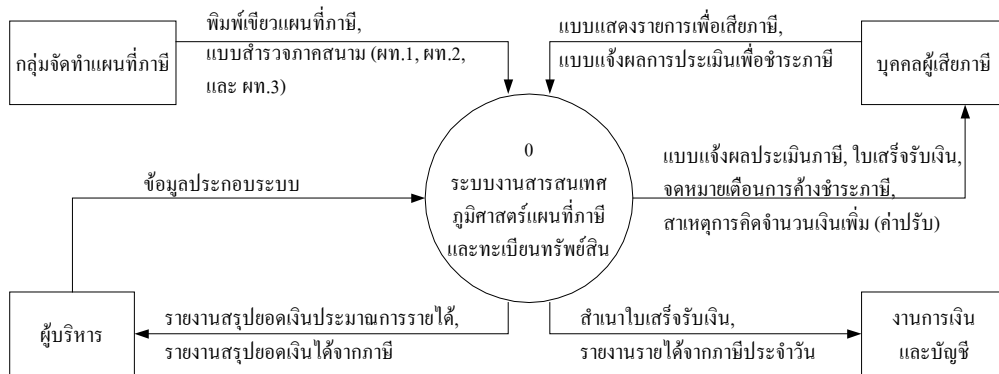 พิมพ์เขียวแผนที่ภาษี,
แบบสำรวจภาคสนาม (ผท.1, ผท.2,
และ ผท.3)
กลุ่มจัดทำแผนที่ภาษี
แบบแสดงรายการเพื่อเสียภาษี,
แบบแจ้งผลการประเมินเพื่อชำระภาษี
บุคคลผู้เสียภาษี
0
ระบบงานสารสนเทศ
ภูมิศาสตร์แผนที่ภาษี
และทะเบียนทรัพย์สิน
ข้อมูลประกอบระบบ
แบบแจ้งผลประเมินภาษี, ใบเสร็จรับเงิน,
จดหมายเตือนการค้างชำระภาษี,
สาเหตุการคิดจำนวนเงินเพิ่ม (ค่าปรับ)
ผู้บริหาร
รายงานสรุปยอดเงินประมาณการรายได้,
รายงานสรุปยอดเงินได้จากภาษี
สำเนาใบเสร็จรับเงิน,
รายงานรายได้จากภาษีประจำวัน
งานการเงิน
และบัญชี